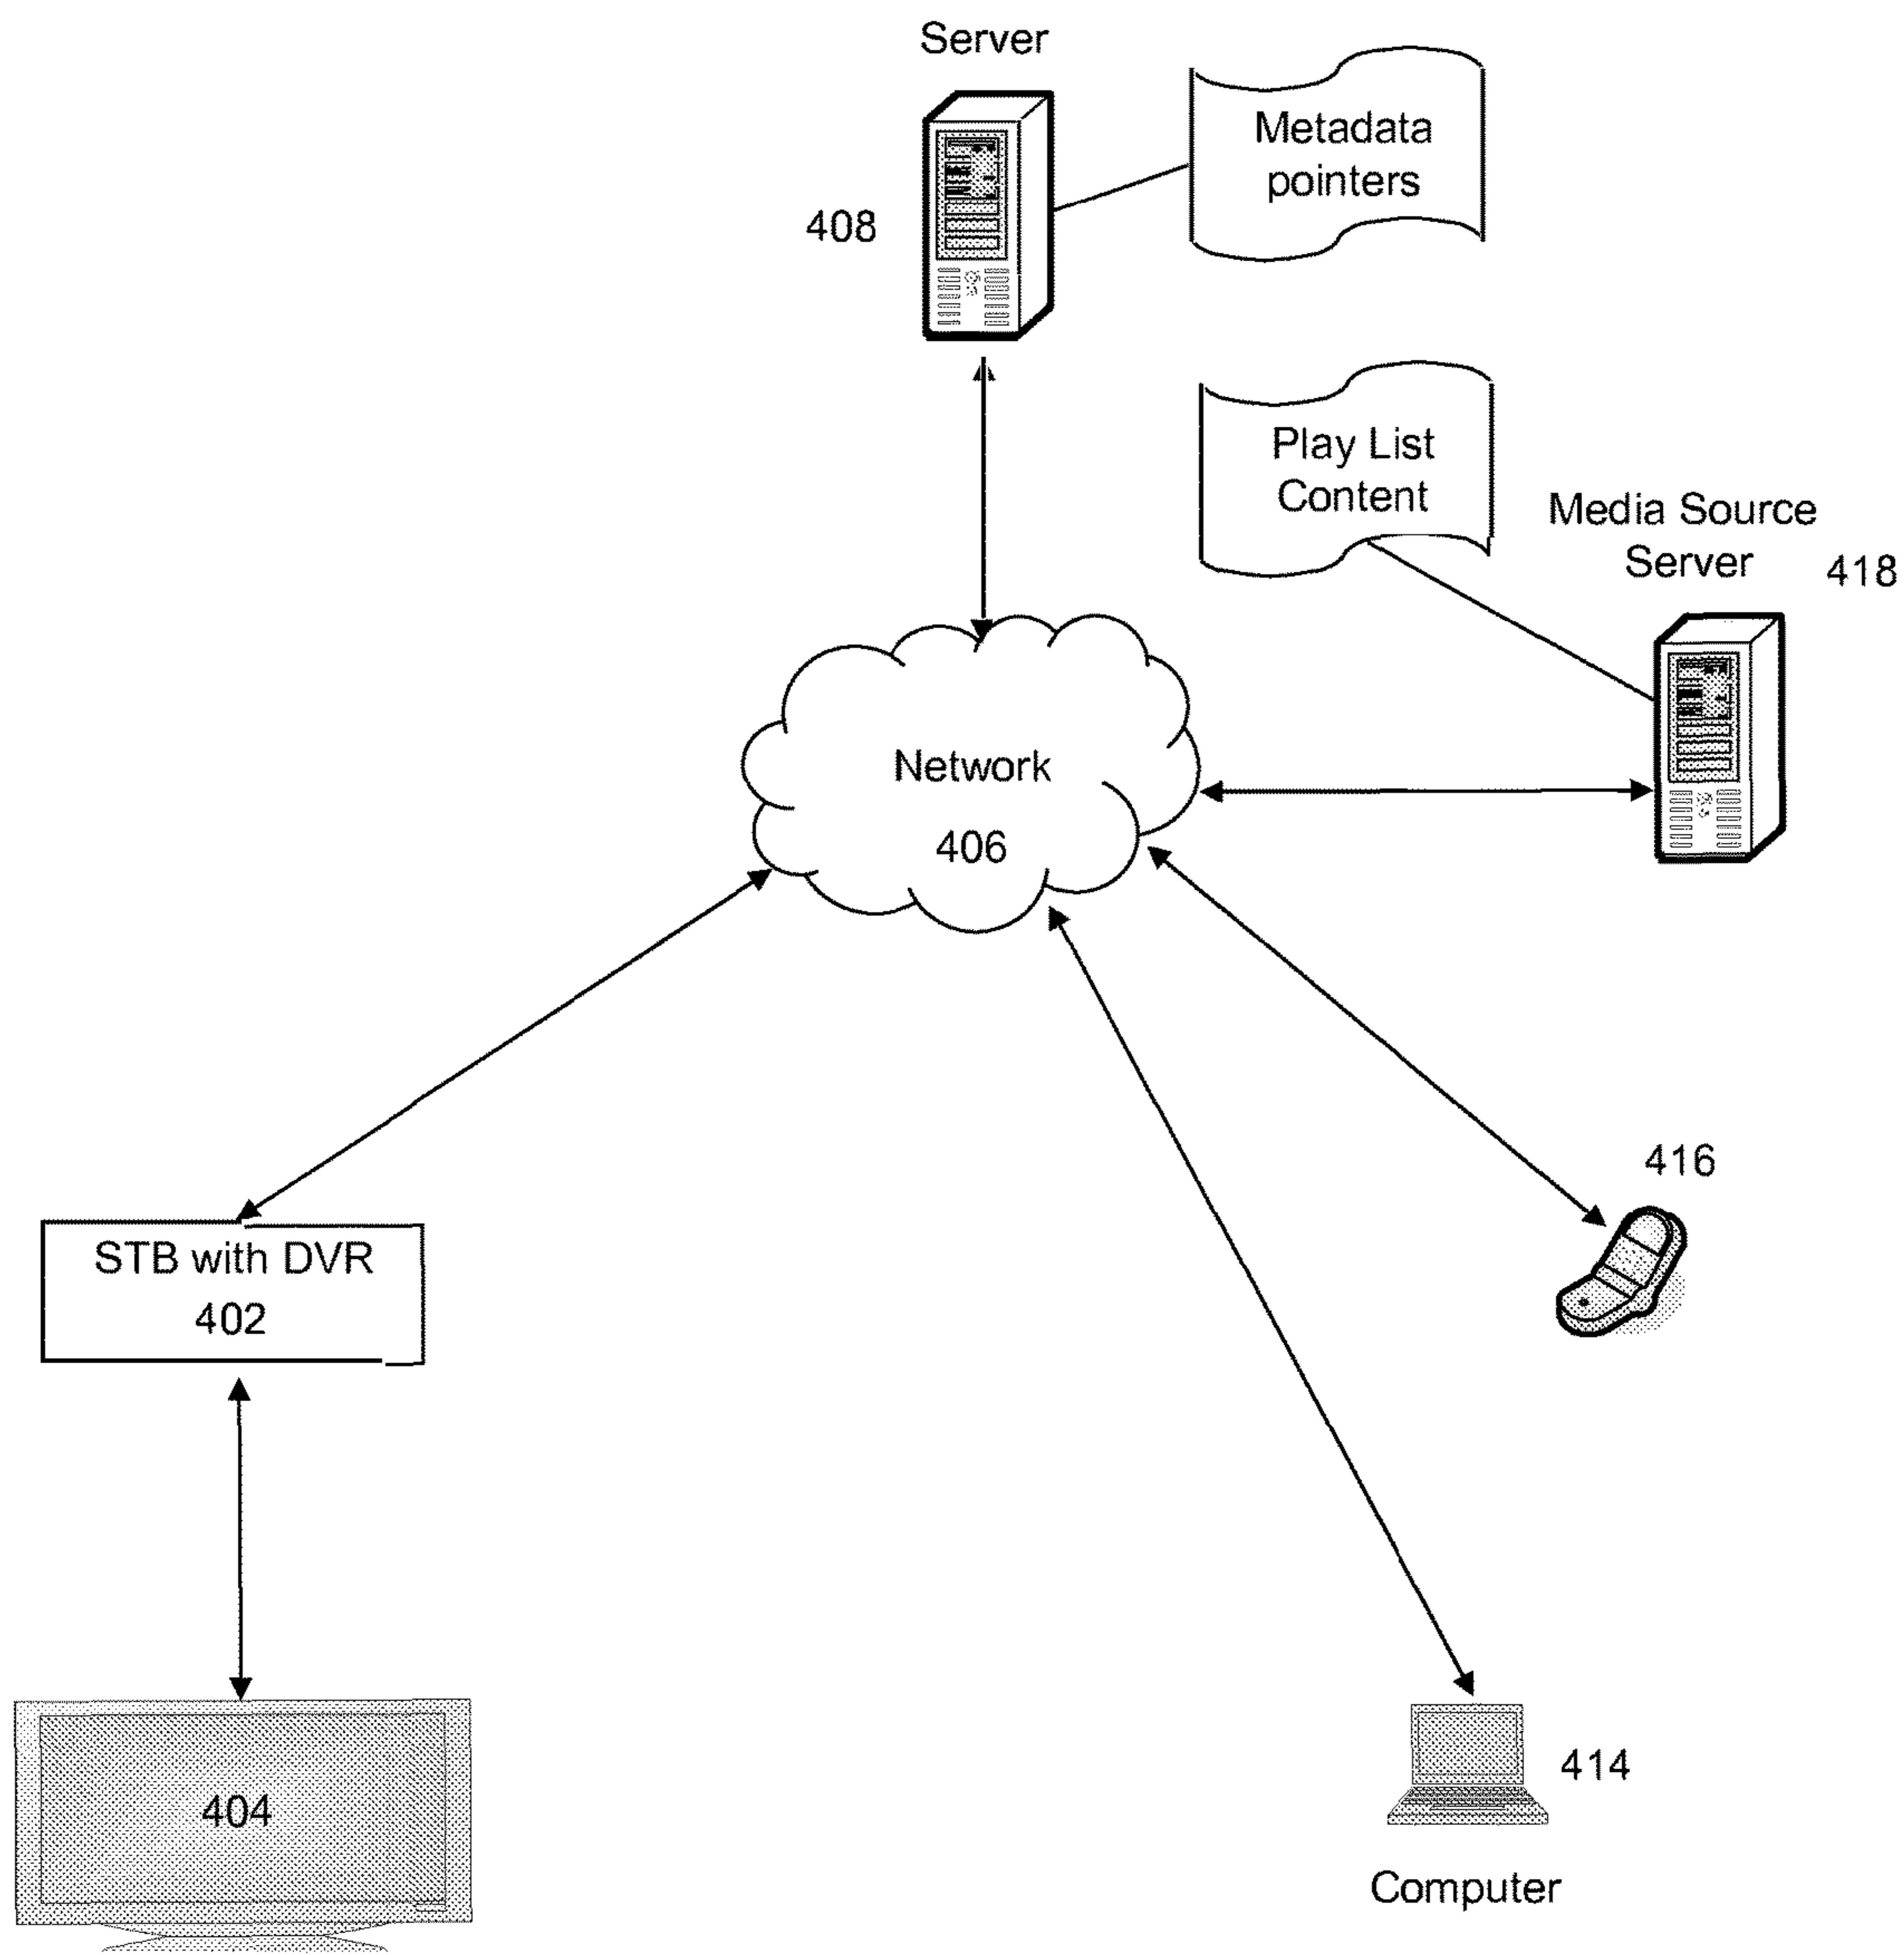 Server
Metadata
pointers
408
Play List
Content
Media Source
Server
418
Network
406
416
STB with DVR
402
404
414
Computer